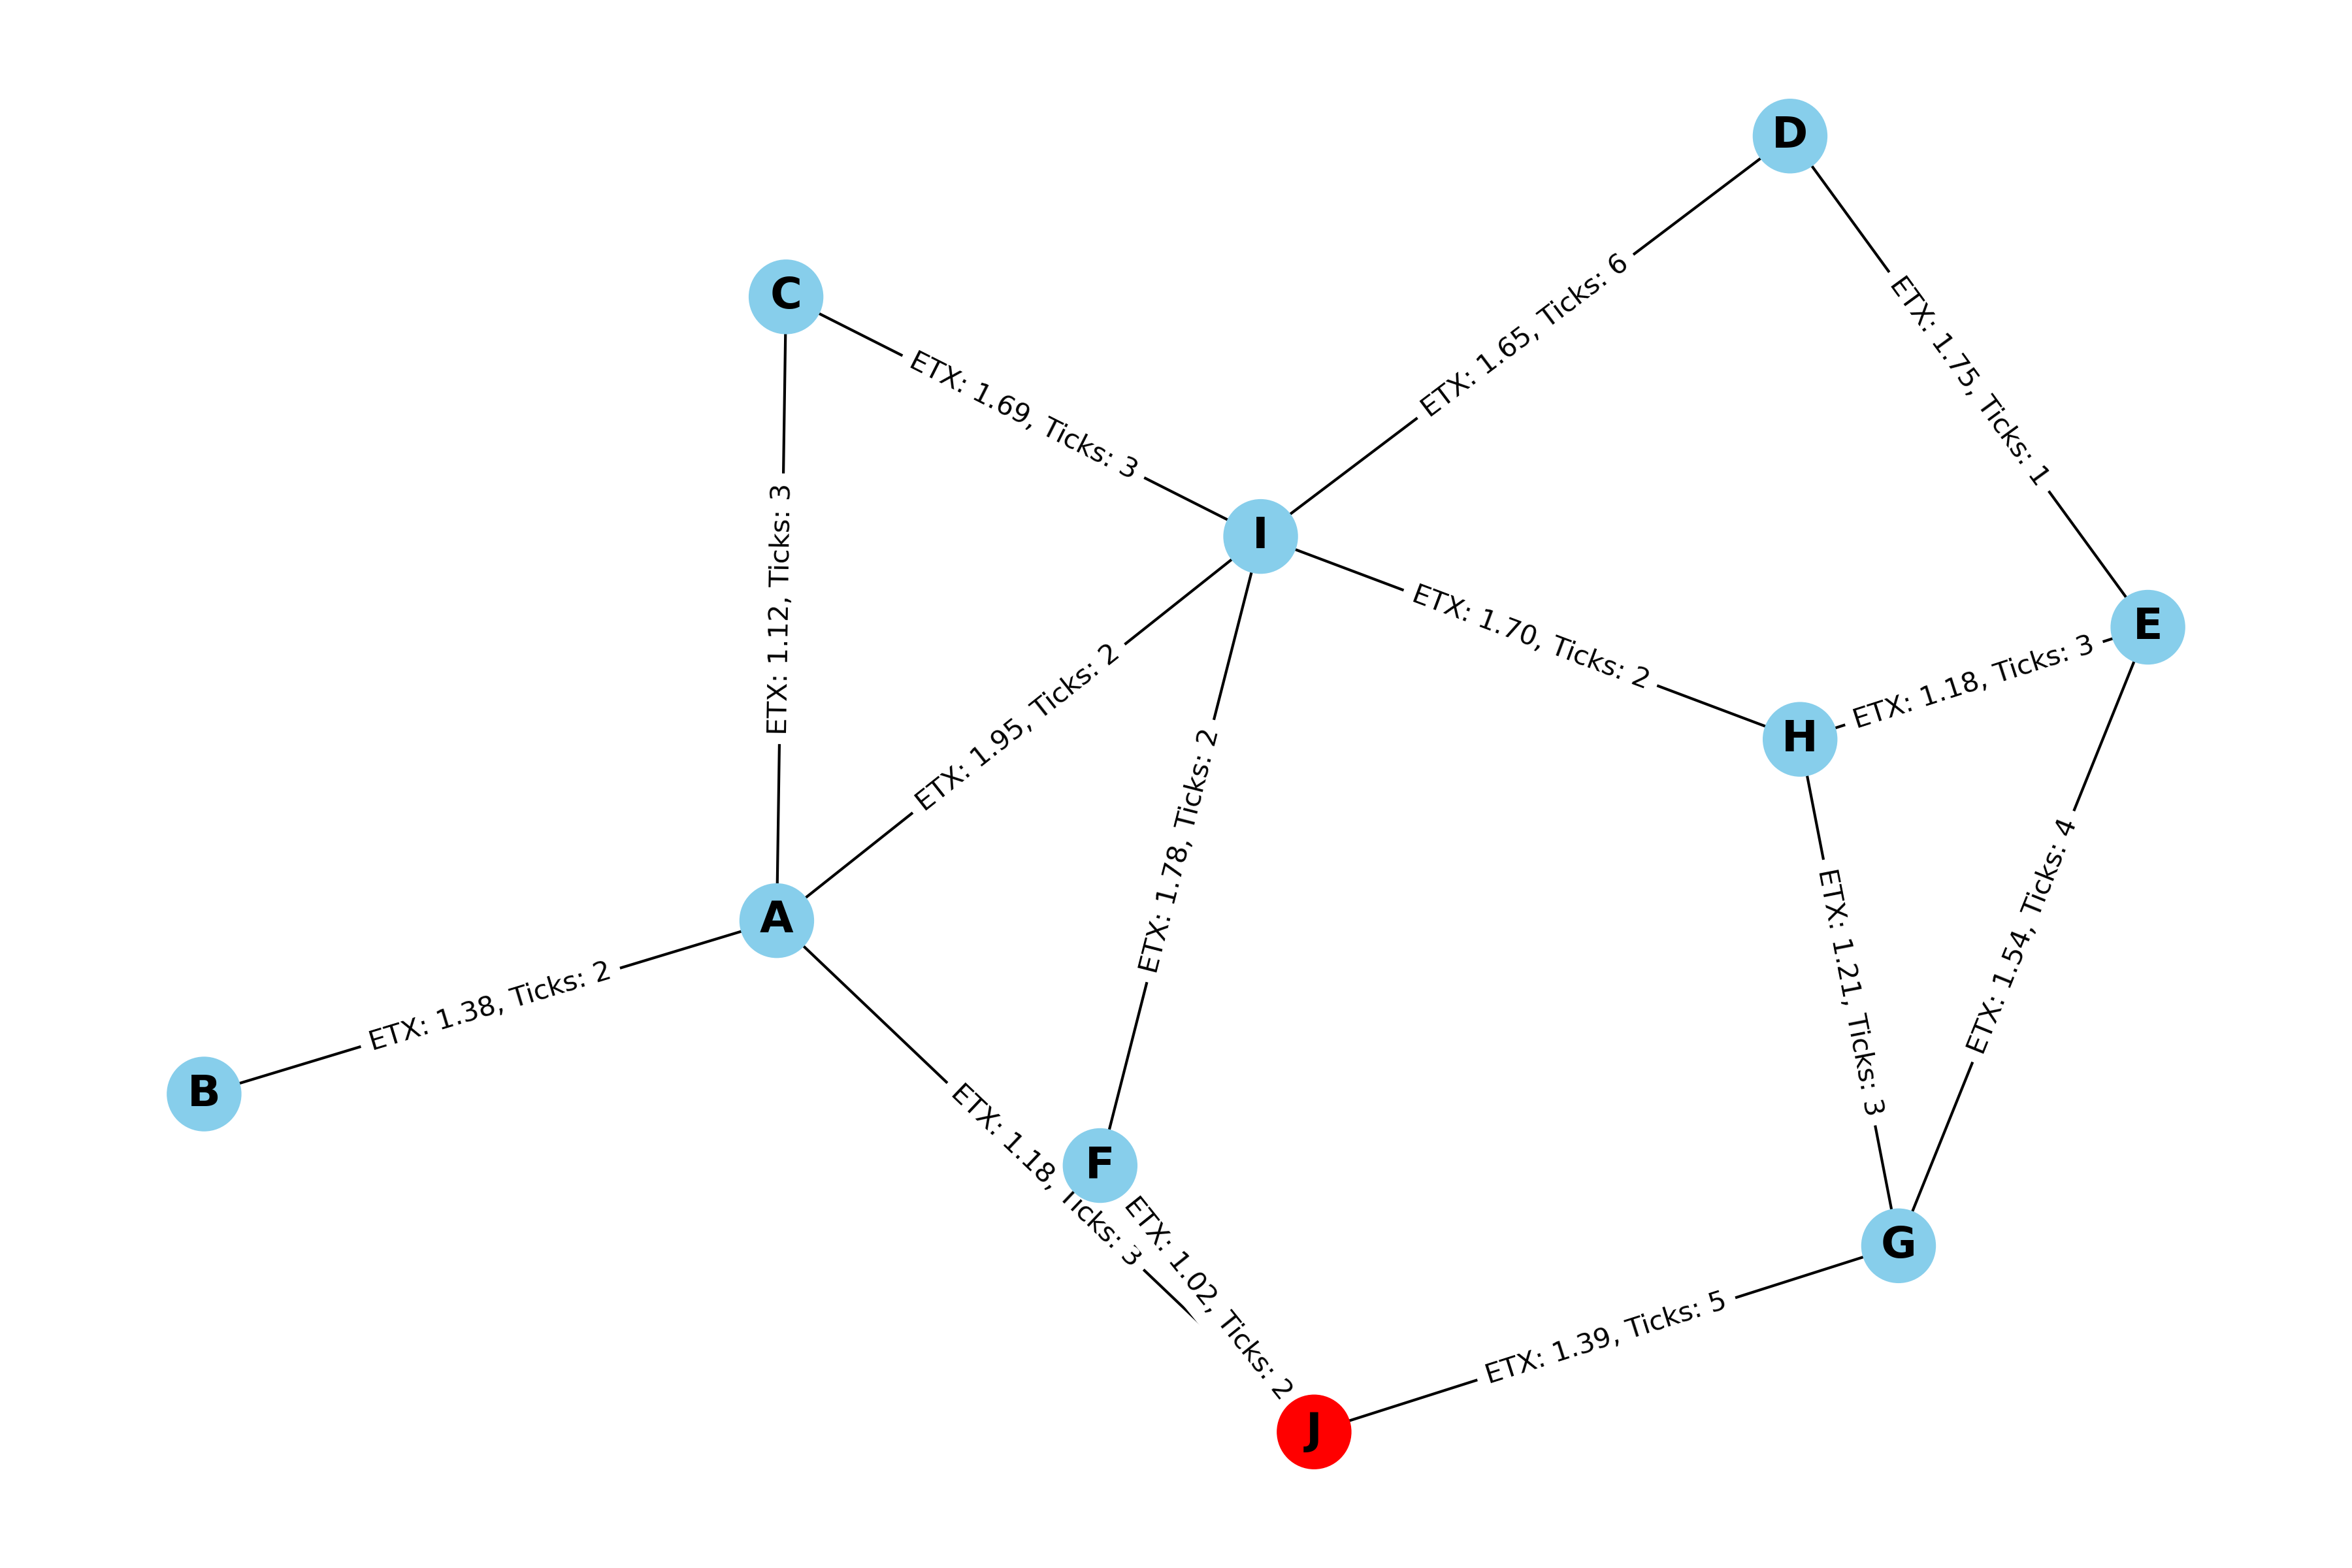 D
C
ETX: 1.65, Ticks: 6
ETX: 1.75, Ticks: 1
ETX: 1.69, Ticks: 3
I
ETX: 1.12, Ticks: 3
E
ETX: 1.70, Ticks: 2
ETX: 1.18, Ticks: 3
ETX: 1.95, Ticks: 2
H
ETX: 1.78, Ticks: 2
A
ETX: 1.54, Ticks: 4
ETX: 1.21, Ticks: 3
ETX: 1.38, Ticks: 2
B
ETX: 1.18, Ticks: 3
F
G
ETX: 1.02, Ticks: 2
ETX: 1.39, Ticks: 5
J